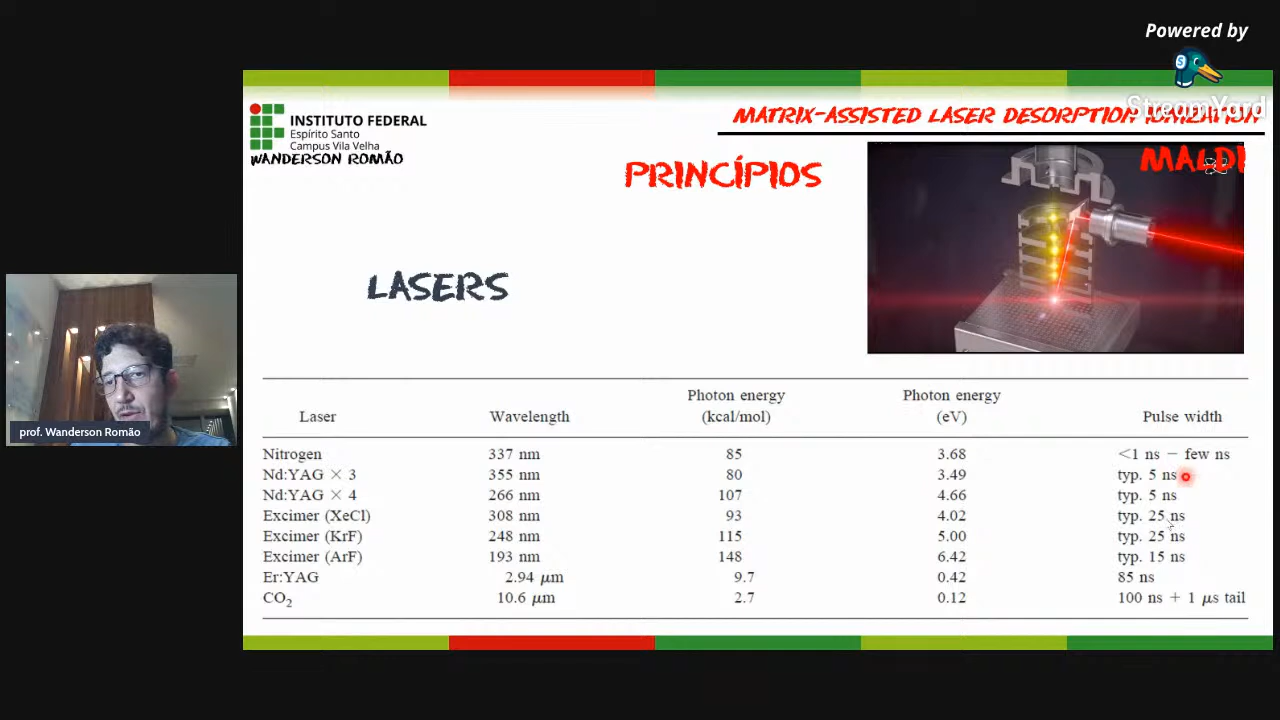 Powered by
StreamYard
INSTITUTO FEDERAL
Espírito Santo
Campus Vila Velha
WANDERSON ROMÃO
MATRIX-ASSISTED LASER DESORPTION IONIZATION
MALDI
PRINCÍPIOS
LASERS
prof. Wanderson Romão
Laser Wavelength Photon energy (kcal/mol) Photon energy (eV) Pulse width
Nitrogen 337 nm 85 3.68 <1 ns − few ns
Nd:YAG × 3 355 nm 80 3.49 typ. 5 ns
Nd:YAG × 4 266 nm 107 4.66 typ. 5 ns
Excimer (XeCl) 308 nm 93 4.02 typ. 25 ns
Excimer (KrF) 248 nm 115 5.00 typ. 25 ns
Excimer (ArF) 193 nm 148 6.42 typ. 15 ns
Er:YAG 2.94 μm 9.7 0.42 85 ns
CO₂ 10.6 μm 2.7 0.12 100 ns + 1 μs tail